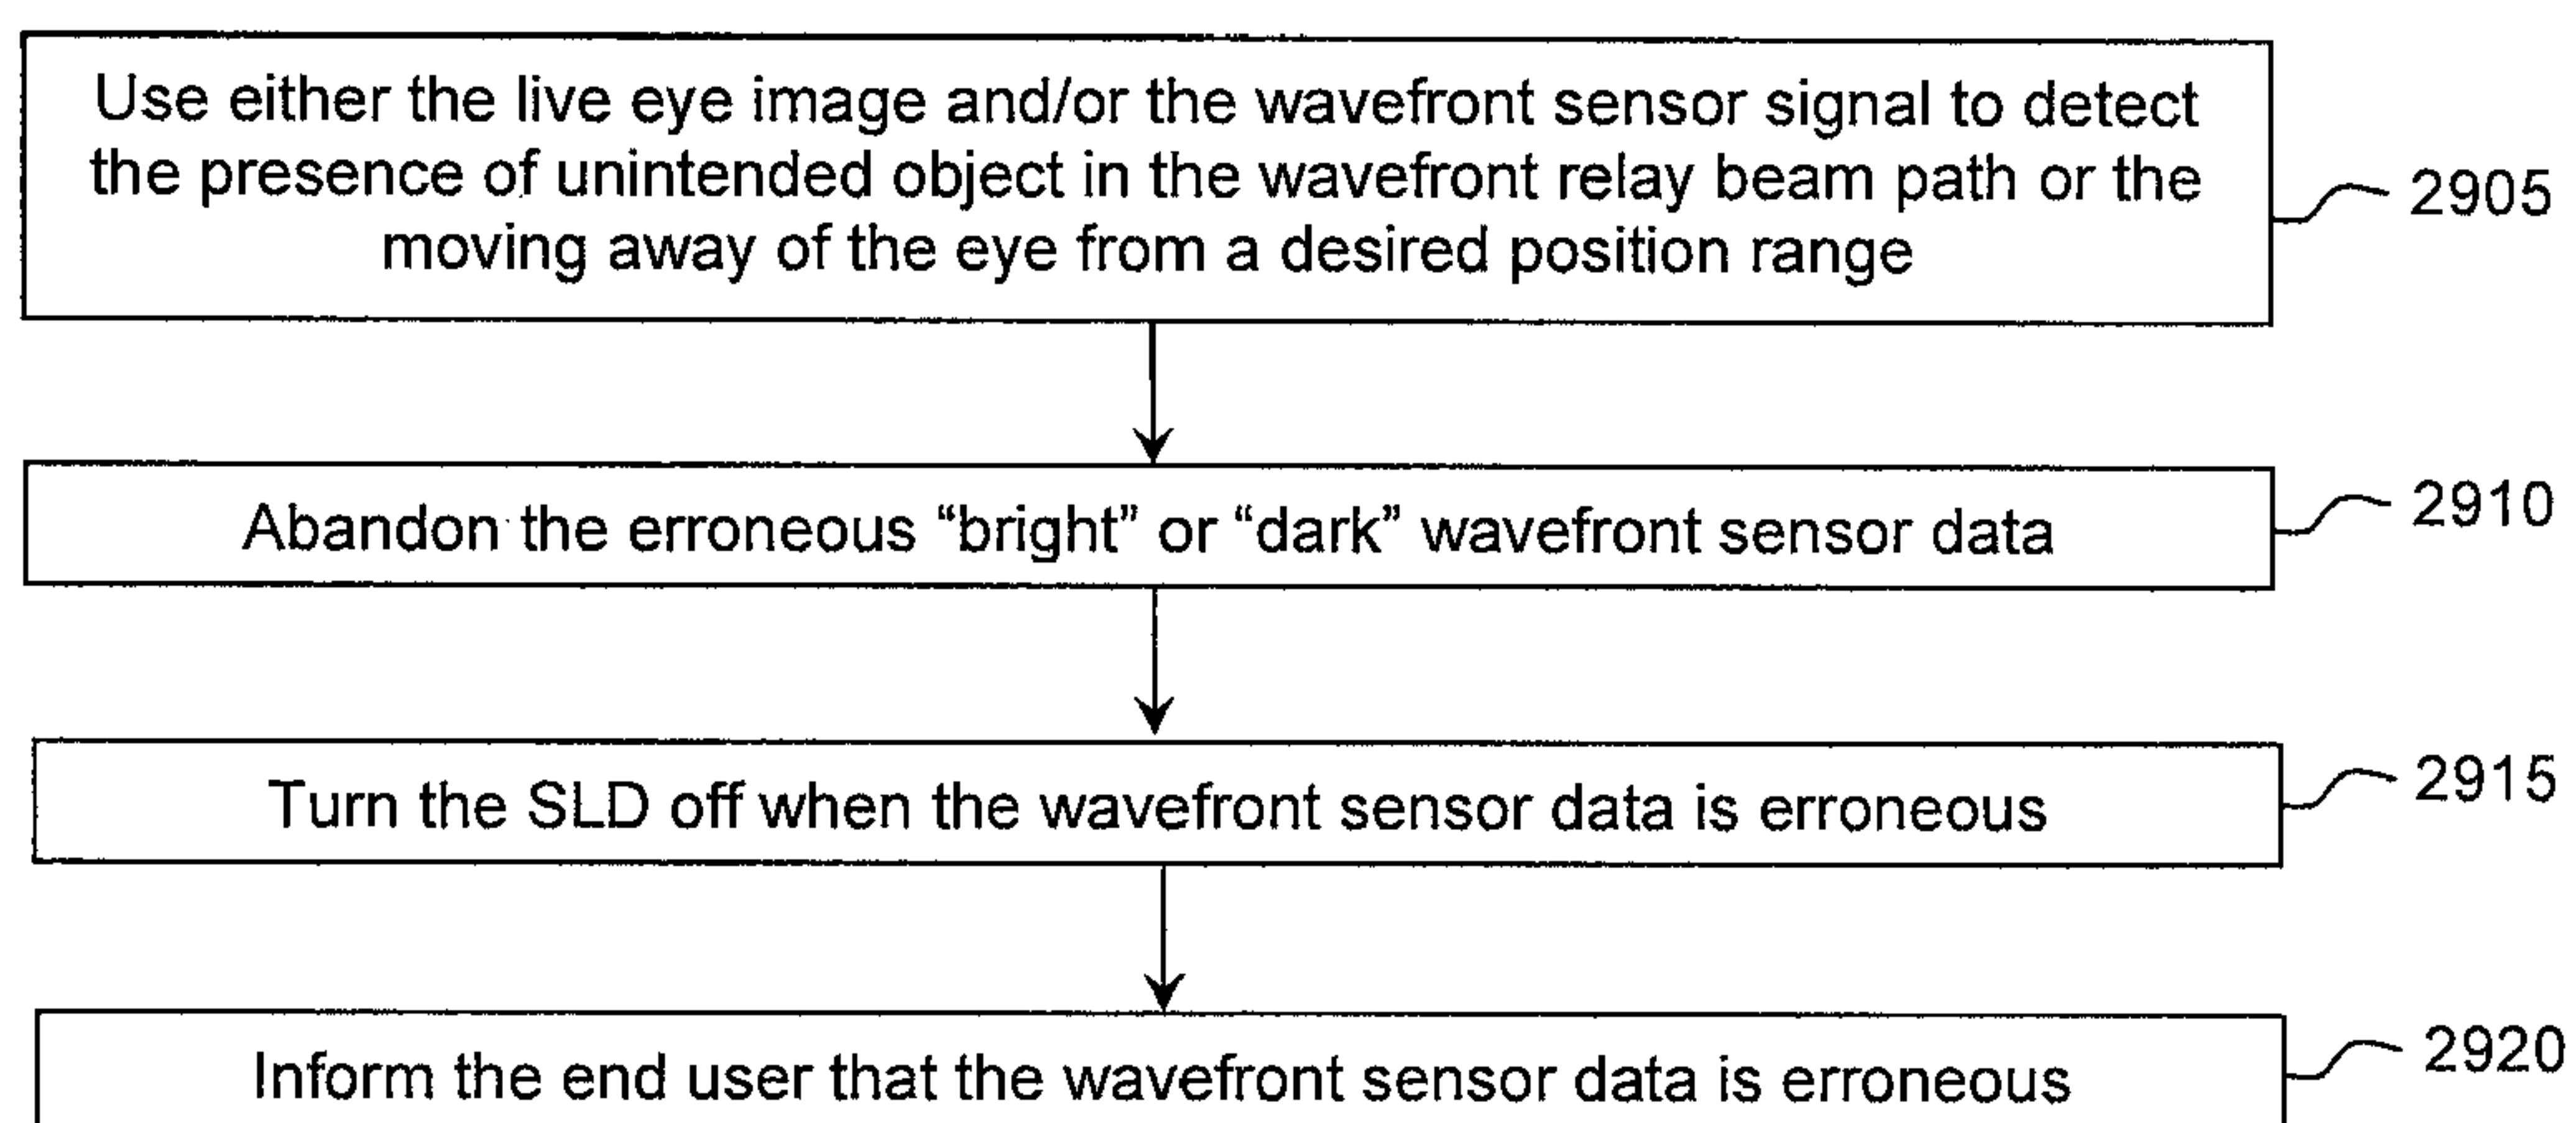 Use either the live eye image and/or the wavefront sensor signal to detect
the presence of unintended object in the wavefront relay beam path or the
moving away of the eye from a desired position range
2905
Abandon the erroneous “bright” or “dark” wavefront sensor data
2910
Turn the SLD off when the wavefront sensor data is erroneous
2915
Inform the end user that the wavefront sensor data is erroneous
2920